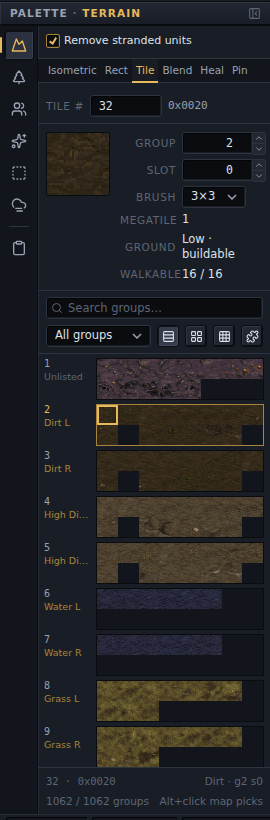 PALETTE · TERRAIN
Remove stranded units
Isometric Rect Tile Blend Heal Pin
TILE # 32 0x0020
GROUP 2
SLOT 0
BRUSH 3×3
MEGATILE 1
GROUND Low · buildable
WALKABLE 16 / 16
Search groups...
All groups
1
Unlisted
2
Dirt L
3
Dirt R
4
High Di...
5
High Di...
6
Water L
7
Water R
8
Grass L
9
Grass R
32 · 0x0020 Dirt · g2 s0
1062 / 1062 groups Alt+click map picks